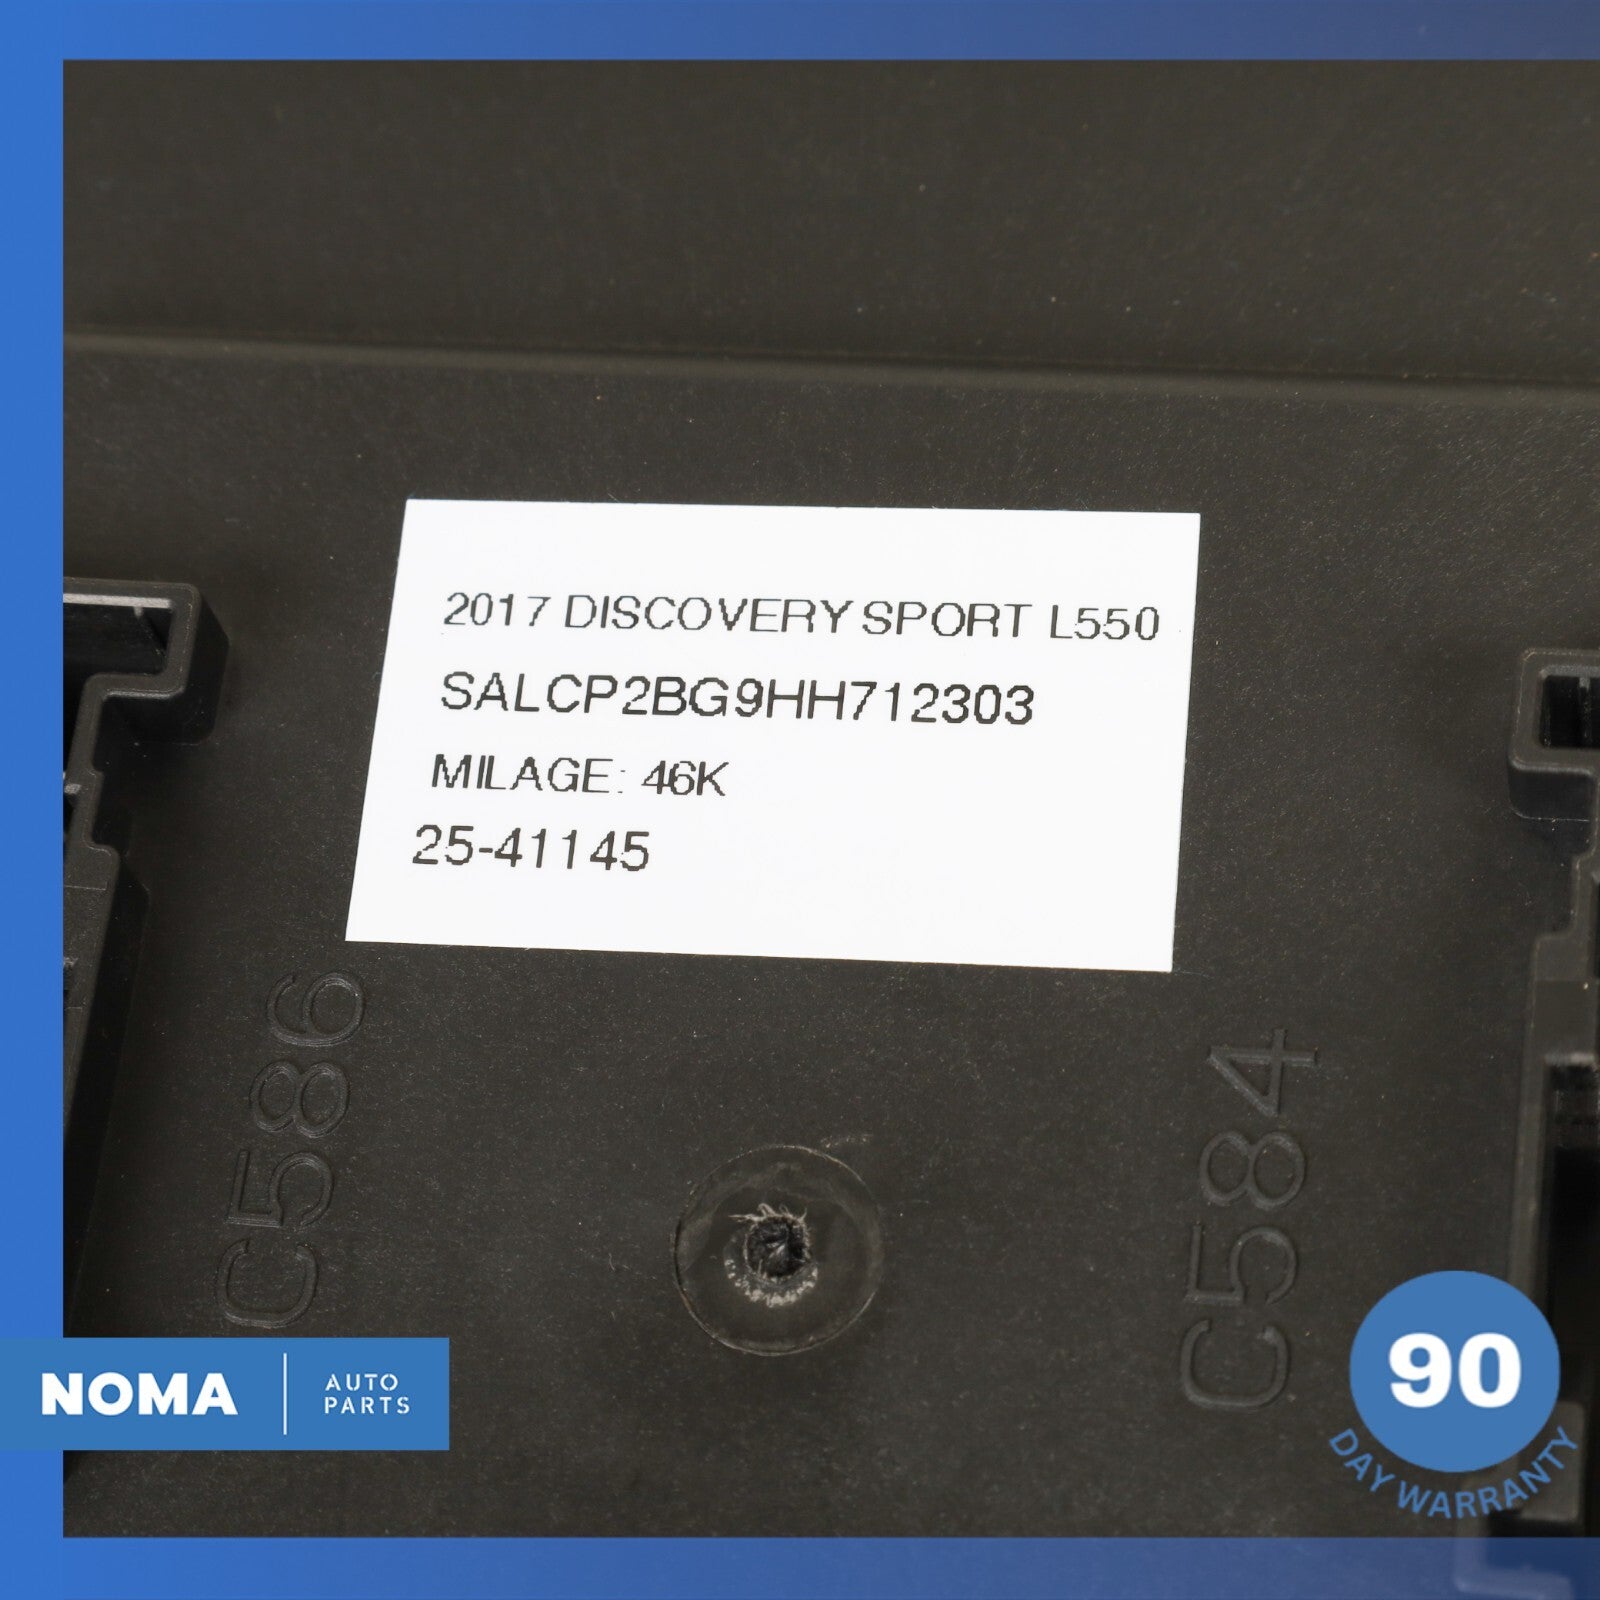 2017 DISCOVERY SPORT L550
SALCP2BG9HH712303
MILAGE: 46K
25-41145
C586
C584
NOMA
AUTO
PARTS
90
DAY WARRANTY